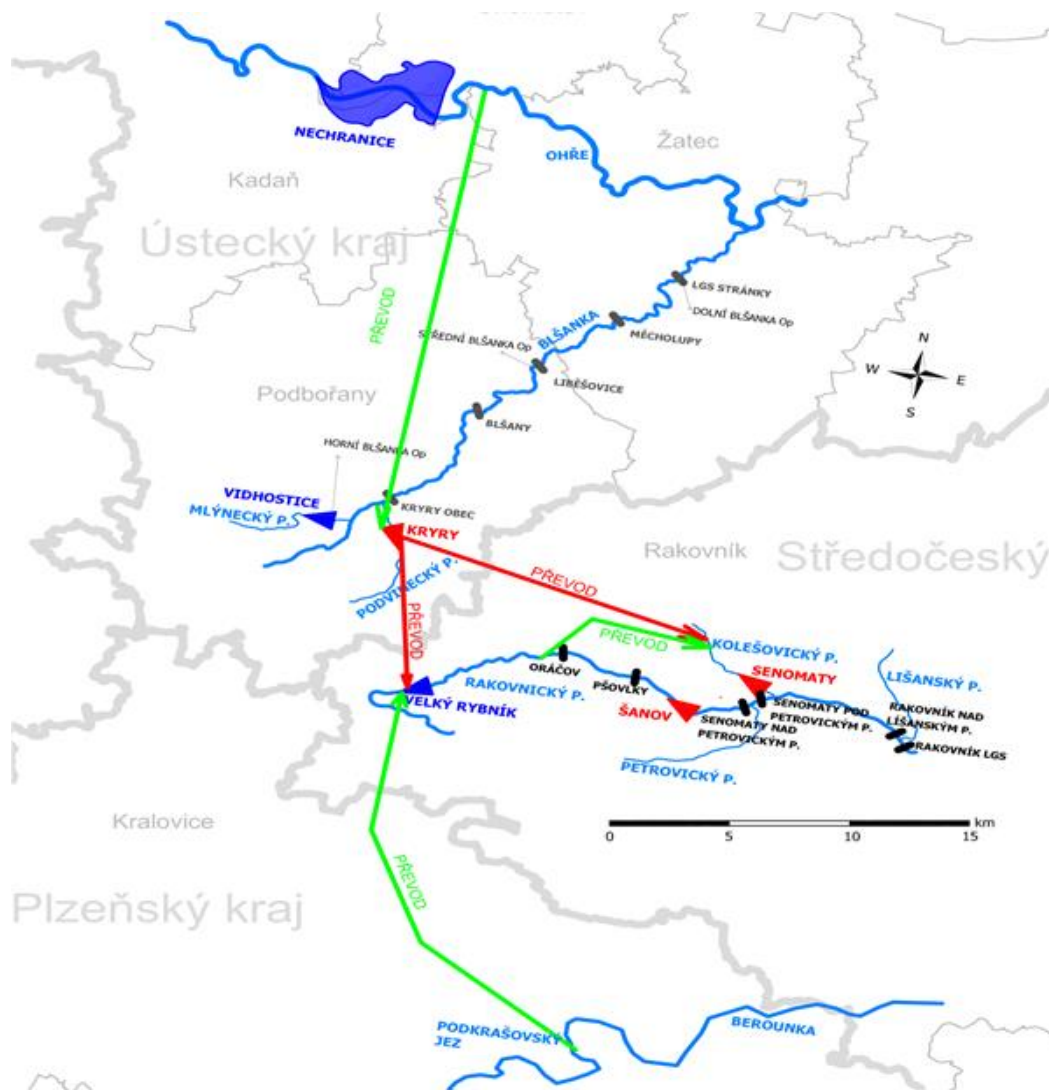 NECHRANICE
OHŘE
Žatec
Kadaň
Ústecký kraj
LGS STRÁNKY
DOLNÍ BLŠANKA Op
BLŠANKA
MĚCHOLUPY
PŘEVOD
STŘEDNÍ BLŠANKA Op
LIBĚŠOVICE
N
W
E
S
Podbořany
BLŠANY
HORNÍ BLŠANKA Op
VIDHOSTICE
MLÝNECKÝ P.
KRYRY OBEC
KRYRY
Rakovník
Středočeský
PODVINECKÝ P.
PŘEVOD
PŘEVOD
PŘEVOD
KOLEŠOVICKÝ P.
ORÁČOV
PŠOVLKY
SENOMATY
LIŠANSKÝ P.
RAKOVNICKÝ P.
VELKÝ RYBNÍK
ŠANOV
SENOMATY NAD
PETROVICKÝM P.
SENOMATY POD
PETROVICKÝM P.
RAKOVNÍK NAD
LIŠANSKÝM P.
RAKOVNÍK LGS
PETROVICKÝ P.
km
0
5
10
15
Kralovice
PŘEVOD
Plzeňský kraj
PODKRAŠOVSKÝ
JEZ
BEROUNKA